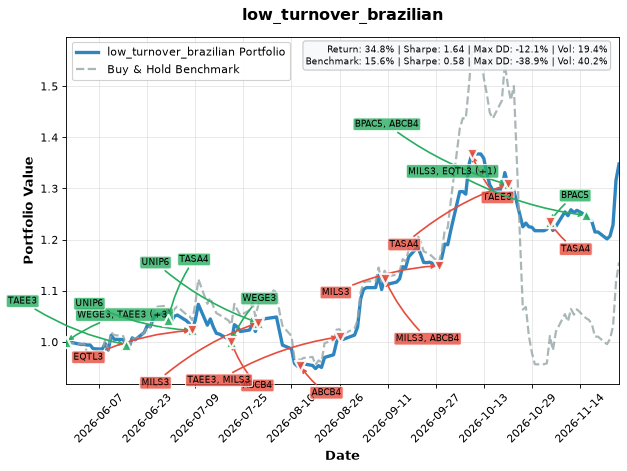 low_turnover_brazilian
low_turnover_brazilian Portfolio
Buy & Hold Benchmark
Return: 34.8% | Sharpe: 1.64 | Max DD: -12.1% | Vol: 19.4%
Benchmark: 15.6% | Sharpe: 0.58 | Max DD: -38.9% | Vol: 40.2%
Portfolio Value
1.5
1.4
1.3
1.2
1.1
1.0
BPAC5, ABCB4
MILS3, EQTL3 (+1)
TAEE3
BPAC5
TASA4
TASA4
UNIP6
TASA4
MILS3
TAEE3
UNIP6
WEGE3
WEGE3, TAEE3 (+3
EQTL3
MILS3, ABCB4
MILS3
TAEE3, MILS3
ABCB4
ABCB4
2026-06-07
2026-06-23
2026-07-09
2026-07-25
2026-08-10
2026-08-26
2026-09-11
2026-09-27
2026-10-13
2026-10-29
2026-11-14
Date